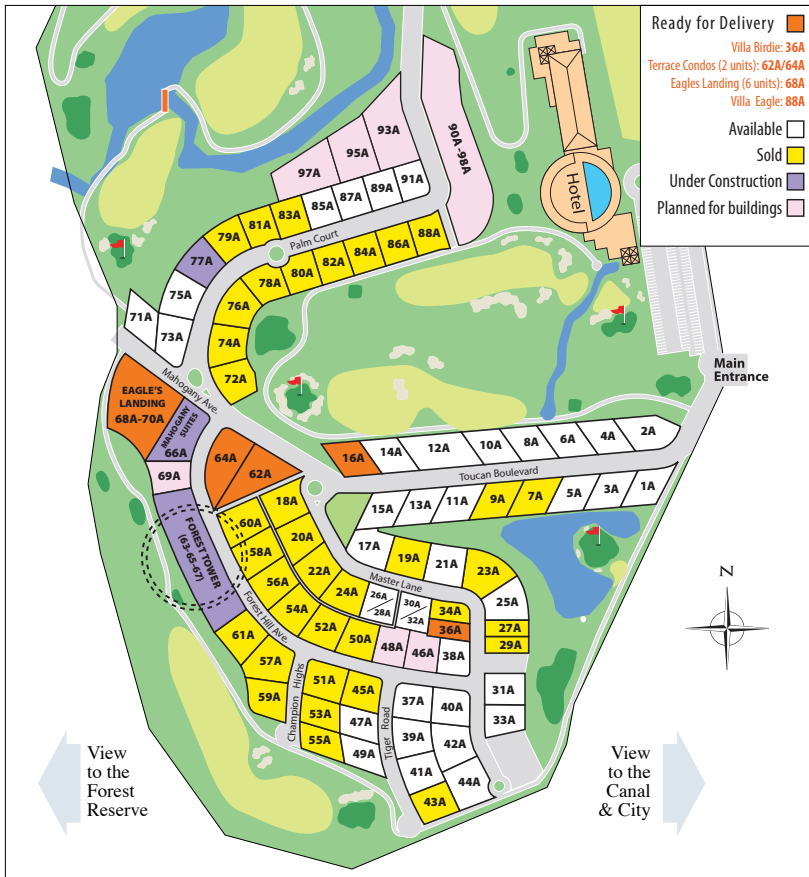 Ready for Delivery
Villa Birdie: 36A
Terrace Condos (2 units): 62A/64A
Eagles Landing (6 units): 68A
Villa Eagle: 88A
Available
Sold
Under Construction
Planned for buildings
Hotel
93A
95A
97A
90A-98A
91A
89A
87A
85A
83A
81A
79A
77A
75A
73A
71A
Palm Court
88A
86A
84A
82A
80A
78A
76A
74A
72A
Mahogany Ave.
Main
Entrance
EAGLE'S
LANDING
68A-70A
MAHOGANY
SUITES
66A
69A
64A
62A
16A
14A
12A
10A
8A
6A
4A
2A
Toucan Boulevard
15A
13A
11A
9A
7A
5A
3A
1A
FOREST TOWER
(63-65-67)
60A
58A
56A
54A
52A
50A
48A
46A
38A
18A
20A
22A
24A
26A
28A
30A
32A
34A
36A
17A
19A
21A
23A
25A
27A
29A
31A
33A
Master Lane
Forest Hill Ave.
61A
57A
59A
Champion Highs
51A
45A
53A
47A
55A
49A
Tiger Road
37A
40A
39A
42A
41A
44A
43A
N
View
to the
Forest
Reserve
View
to the
Canal
& City